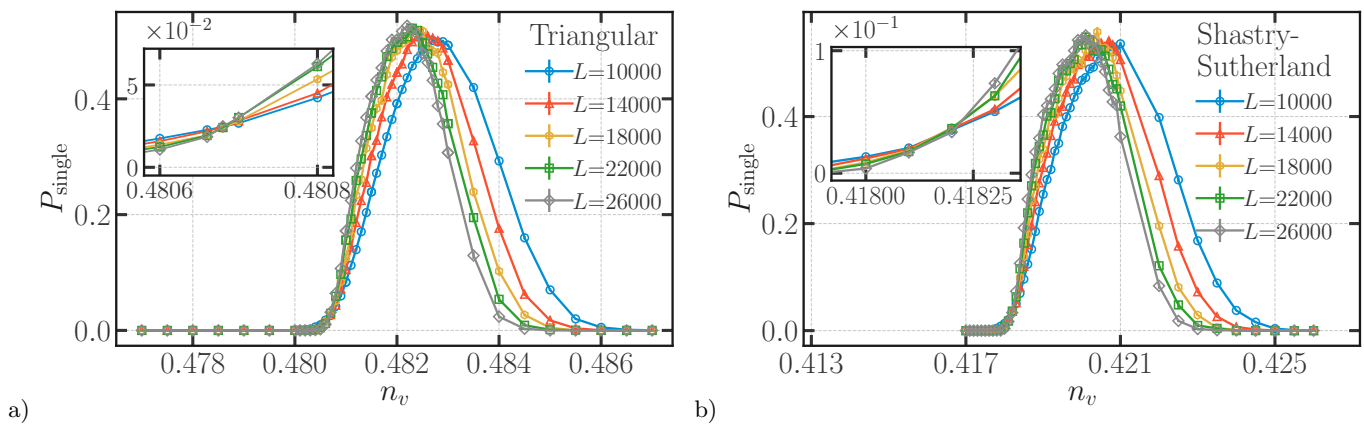 ×10⁻²
5
0
0.4806
0.4808
Triangular
L=10000
L=14000
L=18000
L=22000
L=26000
P_single
0.4
0.2
0.0
0.478
0.480
0.482
0.484
0.486
n_v
a)
×10⁻¹
1
0
0.41800
0.41825
Shastry-
Sutherland
L=10000
L=14000
L=18000
L=22000
L=26000
P_single
0.4
0.2
0.0
0.413
0.417
0.421
0.425
n_v
b)